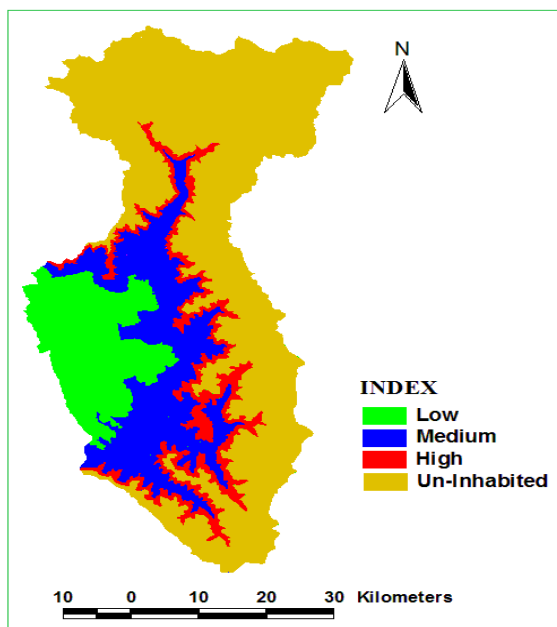 N
INDEX
Low
Medium
High
Un-Inhabited
10 0 10 20 30 Kilometers